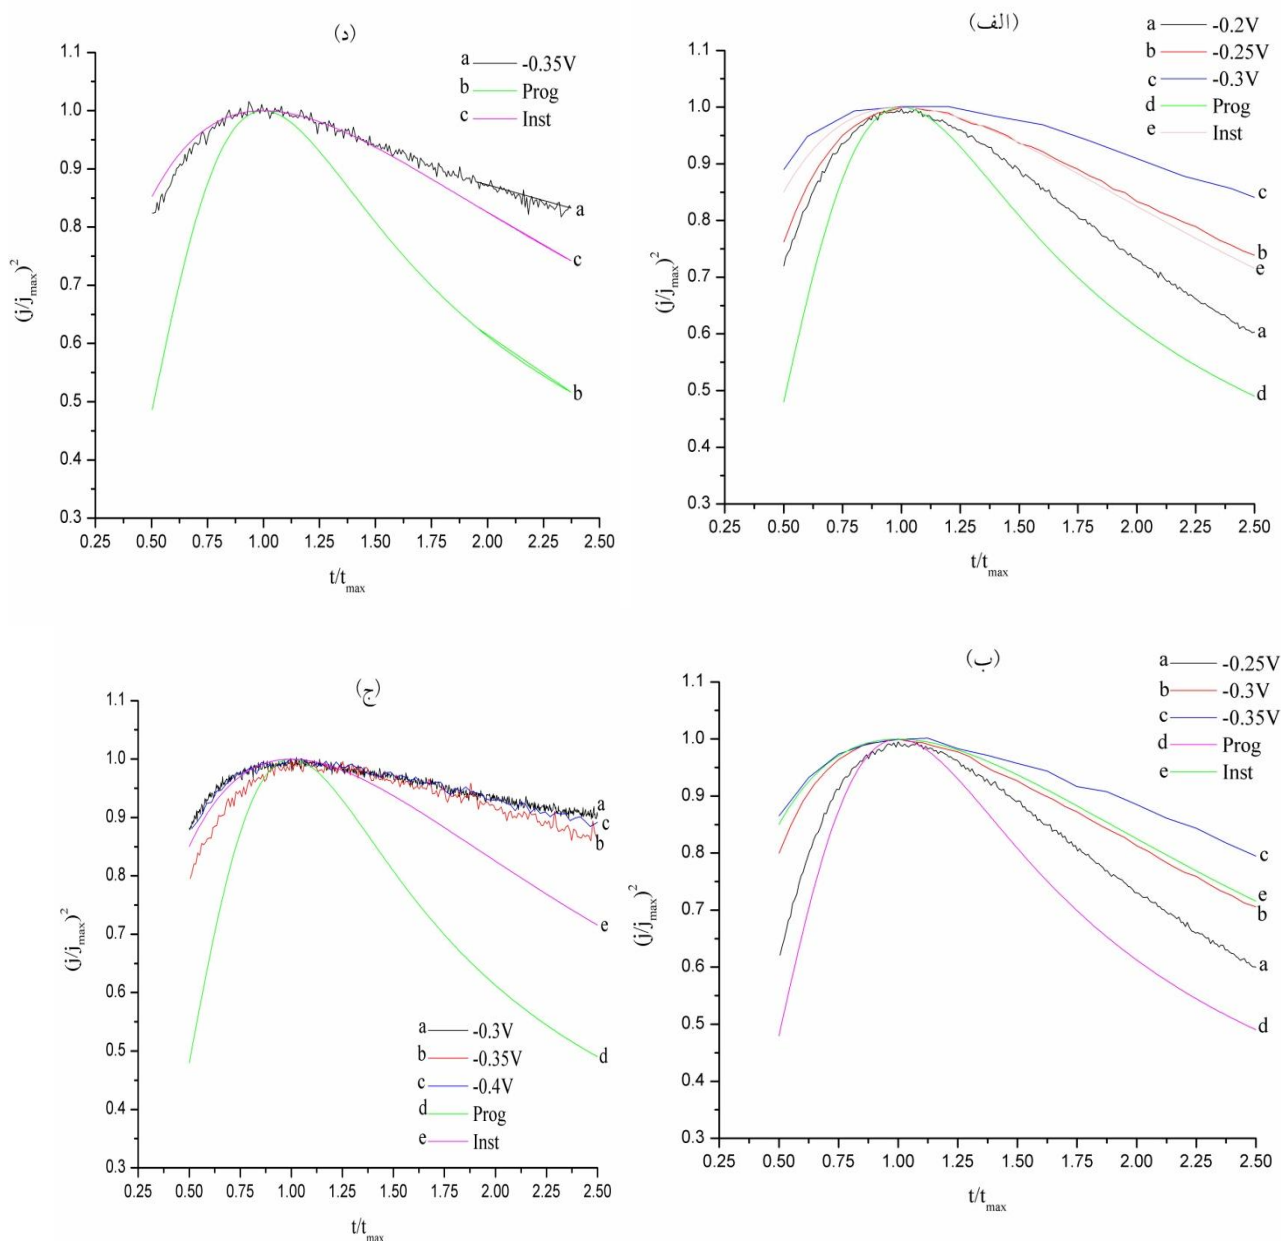 (د)
a -0.35V
b Prog
c Inst
1.1
1.0
0.9
0.8
0.7
0.6
0.5
0.4
0.3
(j/jmax)2
a
c
b
0.25 0.50 0.75 1.00 1.25 1.50 1.75 2.00 2.25 2.50
t/tmax
(الف)
a -0.2V
b -0.25V
c -0.3V
d Prog
e Inst
1.1
1.0
0.9
0.8
0.7
0.6
0.5
0.4
0.3
(j/jmax)2
c
b
e
a
d
0.25 0.50 0.75 1.00 1.25 1.50 1.75 2.00 2.25 2.50
t/tmax
(ج)
1.1
1.0
0.9
0.8
0.7
0.6
0.5
0.4
0.3
(j/jmax)2
a
c
b
e
d
a -0.3V
b -0.35V
c -0.4V
d Prog
e Inst
0.25 0.50 0.75 1.00 1.25 1.50 1.75 2.00 2.25 2.50
t/tmax
(ب)
a -0.25V
b -0.3V
c -0.35V
d Prog
e Inst
1.1
1.0
0.9
0.8
0.7
0.6
0.5
0.4
0.3
(j/jmax)2
c
e
b
a
d
0.25 0.50 0.75 1.00 1.25 1.50 1.75 2.00 2.25 2.50
t/tmax